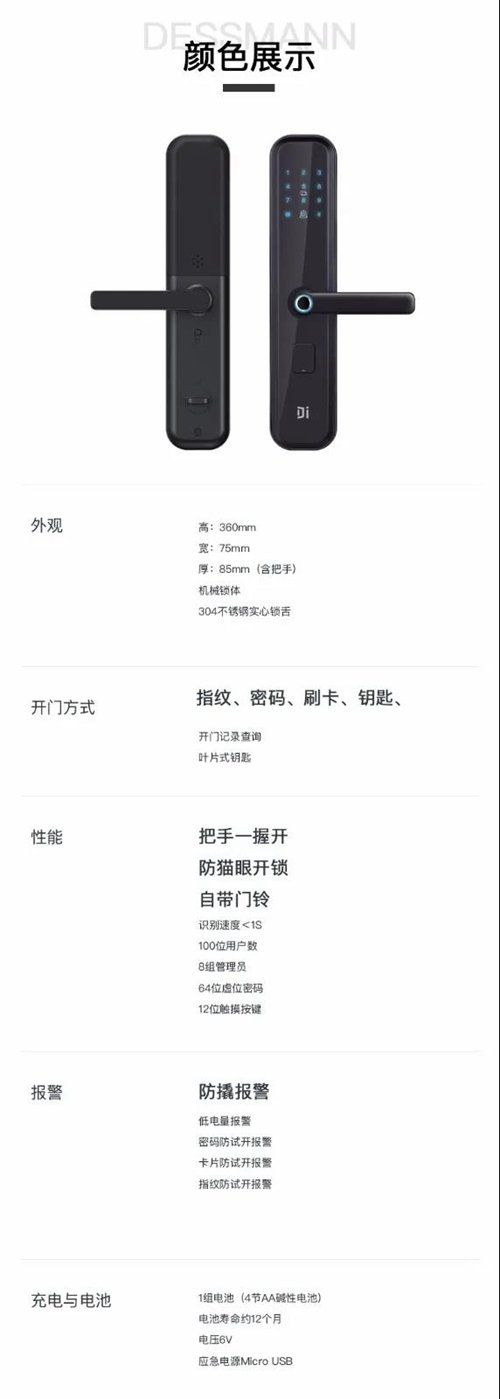 DESSMANN
颜色展示
1 2 3
4 5 6
7 8 9
Di
外观
高：360mm
宽：75mm
厚：85mm（含把手）
机械锁体
304不锈钢实心锁舌
开门方式
指纹、密码、刷卡、钥匙、
开门记录查询
叶片式钥匙
性能
把手一握开
防猫眼开锁
自带门铃
识别速度＜1S
100位用户数
8组管理员
64位虚位密码
12位触摸按键
报警
防撬报警
低电量报警
密码防试开报警
卡片防试开报警
指纹防试开报警
充电与电池
1组电池（4节AA碱性电池）
电池寿命约12个月
电压6V
应急电源Micro USB